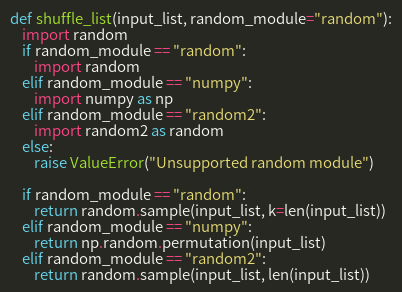 def shuffle_list(input_list, random_module="random"):
    import random
    if random_module == "random":
        import random
    elif random_module == "numpy":
        import numpy as np
    elif random_module == "random2":
        import random2 as random
    else:
        raise ValueError("Unsupported random module")

    if random_module == "random":
        return random.sample(input_list, k=len(input_list))
    elif random_module == "numpy":
        return np.random.permutation(input_list)
    elif random_module == "random2":
        return random.sample(input_list, len(input_list))